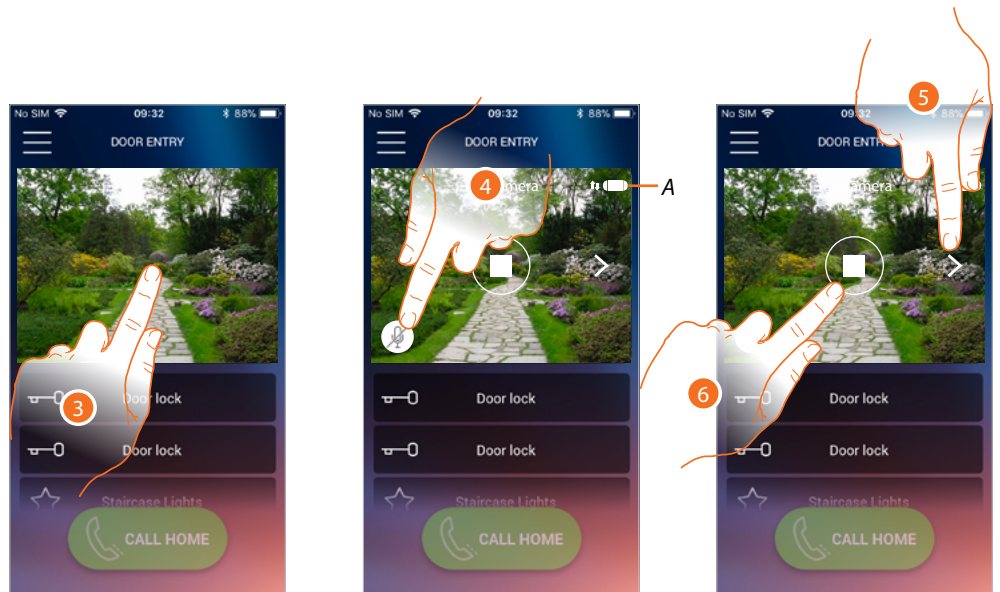 No SIM 09:32 88%
DOOR ENTRY
3
Door lock
Door lock
Staircase Lights
CALL HOME
No SIM 09:32 88%
DOOR ENTRY
4
A
Door lock
Door lock
Staircase Lights
CALL HOME
5
No SIM 88%
DOOR ENTRY
6
Door lock
Door lock
Staircase Lights
CALL HOME